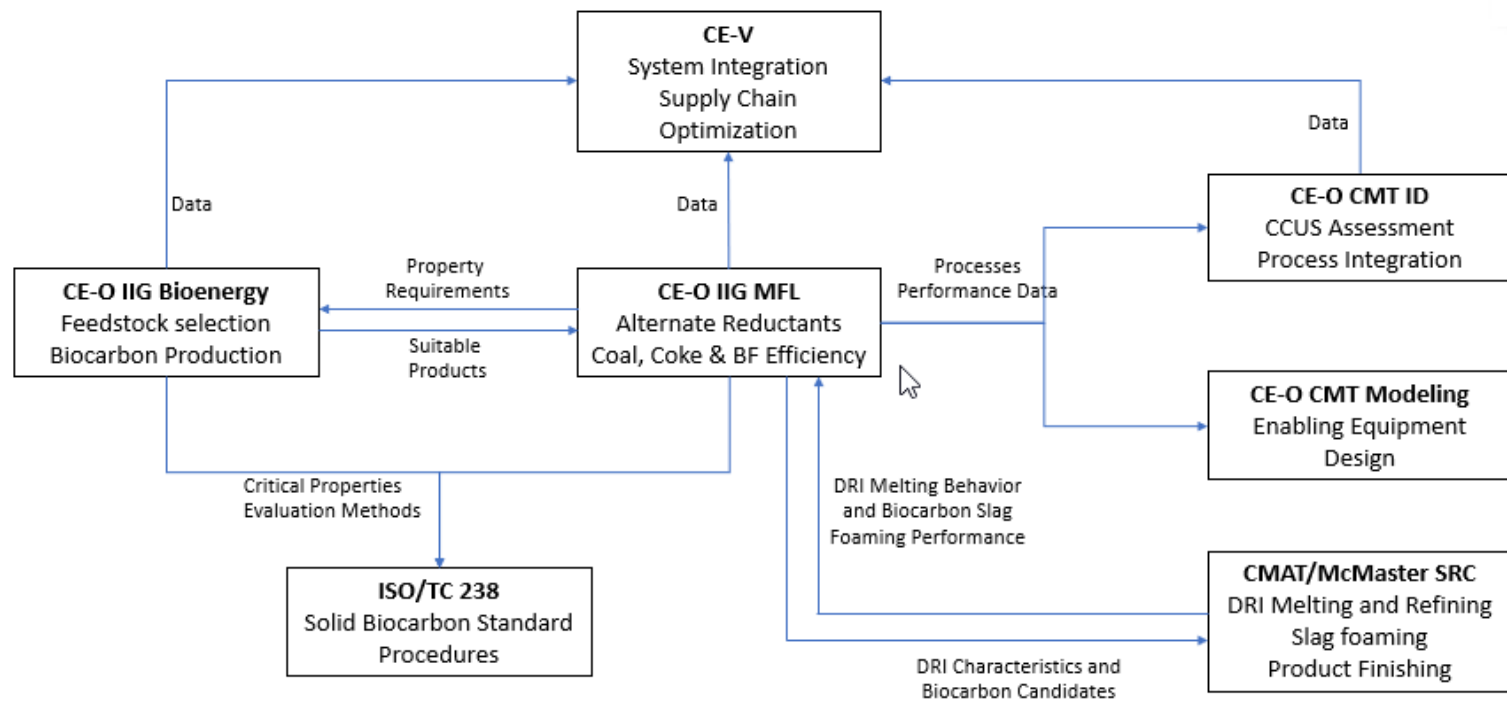 CE-V
System Integration
Supply Chain
Optimization
Data
Data
Data
CE-O CMT ID
CCUS Assessment
Process Integration
CE-O IIG Bioenergy
Feedstock selection
Biocarbon Production
Property
Requirements
Suitable
Products
CE-O IIG MFL
Alternate Reductants
Coal, Coke & BF Efficiency
Processes
Performance Data
CE-O CMT Modeling
Enabling Equipment
Design
Critical Properties
Evaluation Methods
DRI Melting Behavior
and Biocarbon Slag
Foaming Performance
ISO/TC 238
Solid Biocarbon Standard
Procedures
CMAT/McMaster SRC
DRI Melting and Refining
Slag foaming
Product Finishing
DRI Characteristics and
Biocarbon Candidates